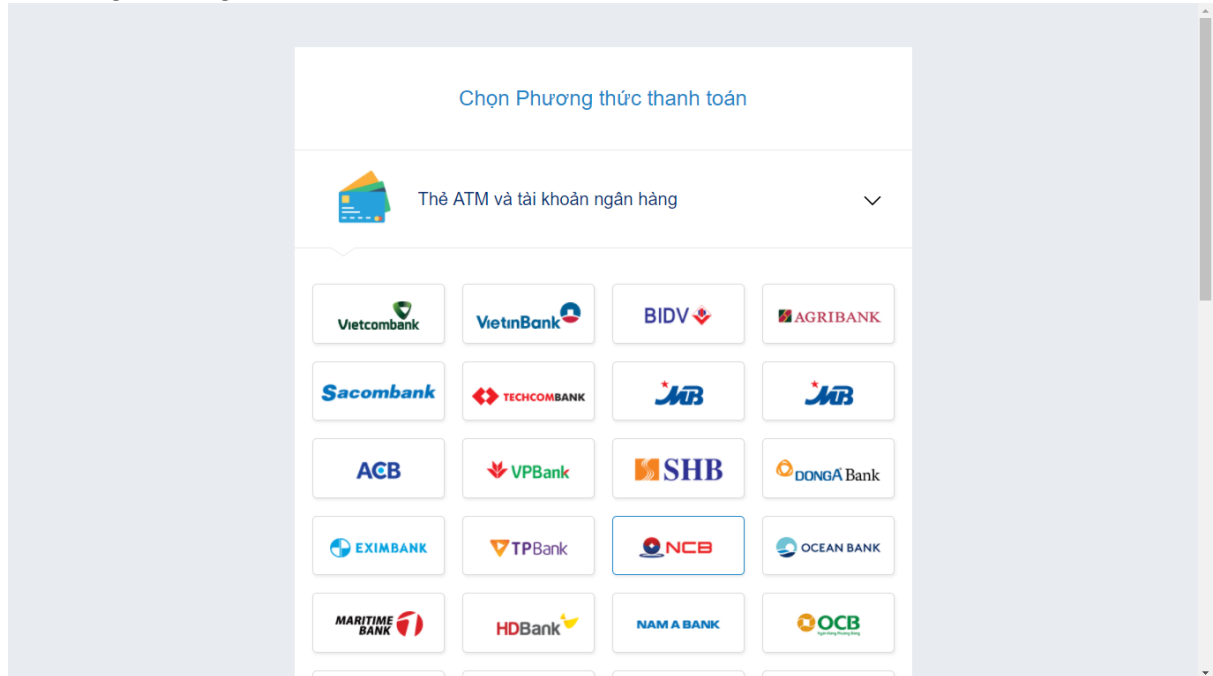 Chọn Phương thức thanh toán
Thẻ ATM và tài khoản ngân hàng
Vietcombank
VietinBank
BIDV
AGRIBANK
Sacombank
TECHCOMBANK
MB
MB
ACB
VPBank
SHB
DONGÁ Bank
EXIMBANK
TPBank
NCB
OCEAN BANK
MARITIME
BANK
HDBank
NAM A BANK
OCB